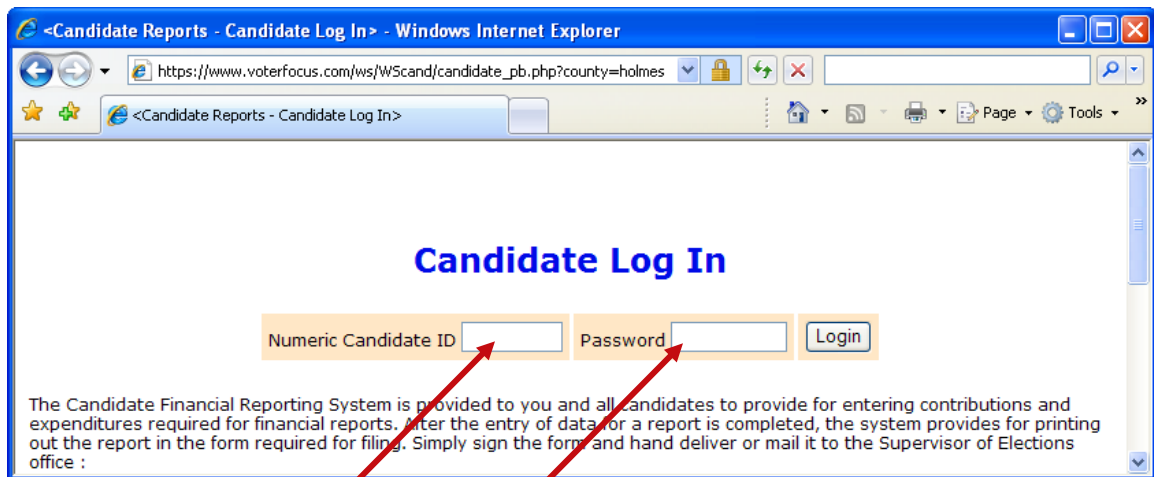 <Candidate Reports - Candidate Log In> - Windows Internet Explorer
https://www.voterfocus.com/ws/WScand/candidate_pb.php?county=holmes
<Candidate Reports - Candidate Log In>
Page
Tools
»
Candidate Log In
Numeric Candidate ID
Password
Login
The Candidate Financial Reporting System is provided to you and all candidates to provide for entering contributions and
expenditures required for financial reports. After the entry of data for a report is completed, the system provides for printing
out the report in the form required for filing. Simply sign the form and hand deliver or mail it to the Supervisor of Elections
office :